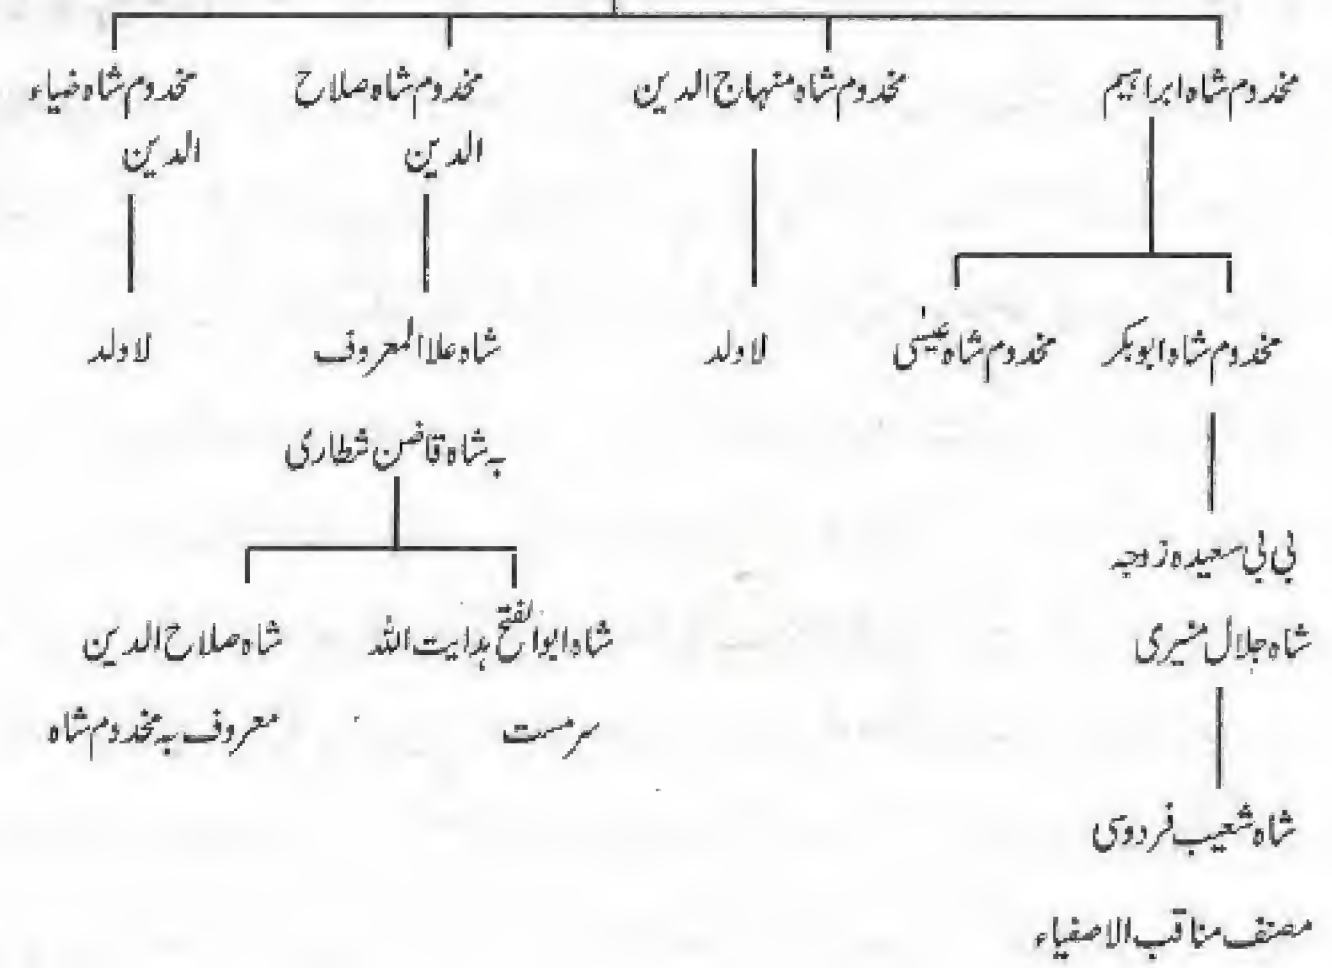 مخدوم شاہ ابراہیم
مخدوم شاہ منہاج الدین
مخدوم شاہ صلاح
الدین
مخدوم شاہ ضیاء
الدین
مخدوم شاہ ابوبکر
مخدوم شاہ عیسٰی
لاولد
شاہ علا المعروف
بہ شاہ قاضن شطاری
لاولد
بی بی سعیدہ زوجہ
شاہ جلال منیری
شاہ ابوالفتح ہدایت اللہ
سرمست
شاہ صلاح الدین
معروف بہ مخدوم شاہ
شاہ شعیب فردوسی
مصنف مناقب الاصفیاء